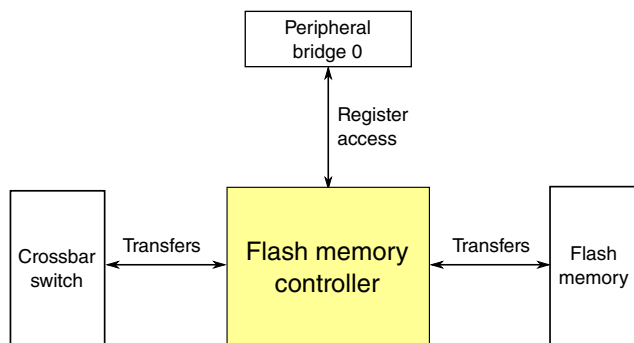 Peripheral
bridge 0
Register
access
Transfers
Transfers
Crossbar
switch
Flash memory
controller
Flash
memory